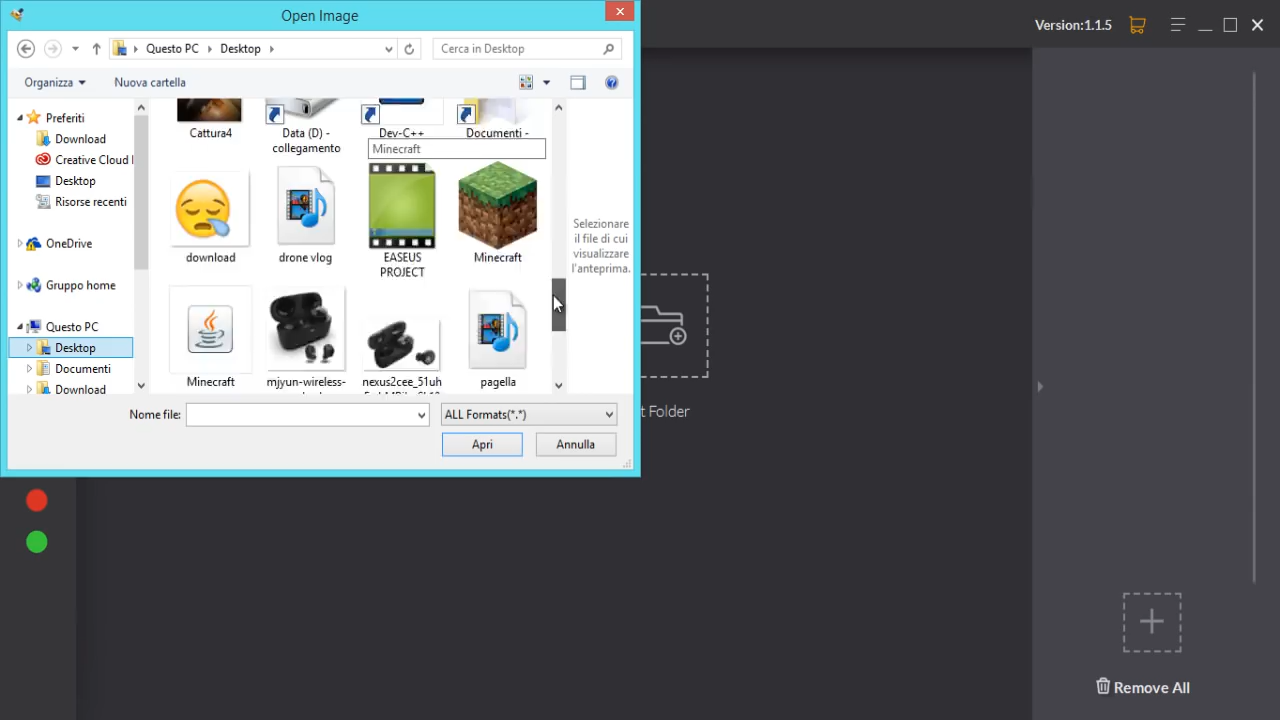 Open Image
Version:1.1.5
Questo PC
Desktop
Cerca in Desktop
Organizza
Nuova cartella
Preferiti
Download
Creative Cloud
Desktop
Risorse recenti
OneDrive
Gruppo home
Questo PC
Desktop
Documenti
Download
Cattura4
Data (D) -
collegamento
Dev-C++
Documenti -
Minecraft
download
drone vlog
EASEUS
PROJECT
Minecraft
Minecraft
mjyun-wireless-
pagella
Selezionare
il file di cui
visualizzare
l'anteprima.
Nome file:
ALL Formats(*.*)
Apri
Annulla
t Folder
Remove All